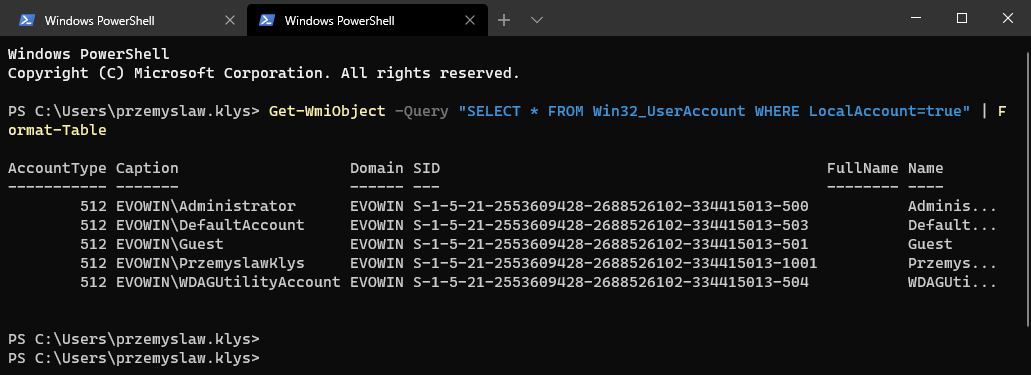 Windows PowerShell Windows PowerShell
Windows PowerShell
Copyright (C) Microsoft Corporation. All rights reserved.
PS C:\Users\przemyslaw.klys> Get-WmiObject -Query "SELECT * FROM Win32_UserAccount WHERE LocalAccount=true" | F
ormat-Table
AccountType Caption                   Domain SID                                            FullName Name
----------- -------                   ------ ---                                            -------- ----
        512 EVOWIN\Administrator      EVOWIN S-1-5-21-2553609428-2688526102-334415013-500            Adminis...
        512 EVOWIN\DefaultAccount     EVOWIN S-1-5-21-2553609428-2688526102-334415013-503            Default...
        512 EVOWIN\Guest              EVOWIN S-1-5-21-2553609428-2688526102-334415013-501            Guest
        512 EVOWIN\PrzemyslawKlys     EVOWIN S-1-5-21-2553609428-2688526102-334415013-1001           Przemys...
        512 EVOWIN\WDAGUtilityAccount EVOWIN S-1-5-21-2553609428-2688526102-334415013-504            WDAGUti...
PS C:\Users\przemyslaw.klys>
PS C:\Users\przemyslaw.klys>